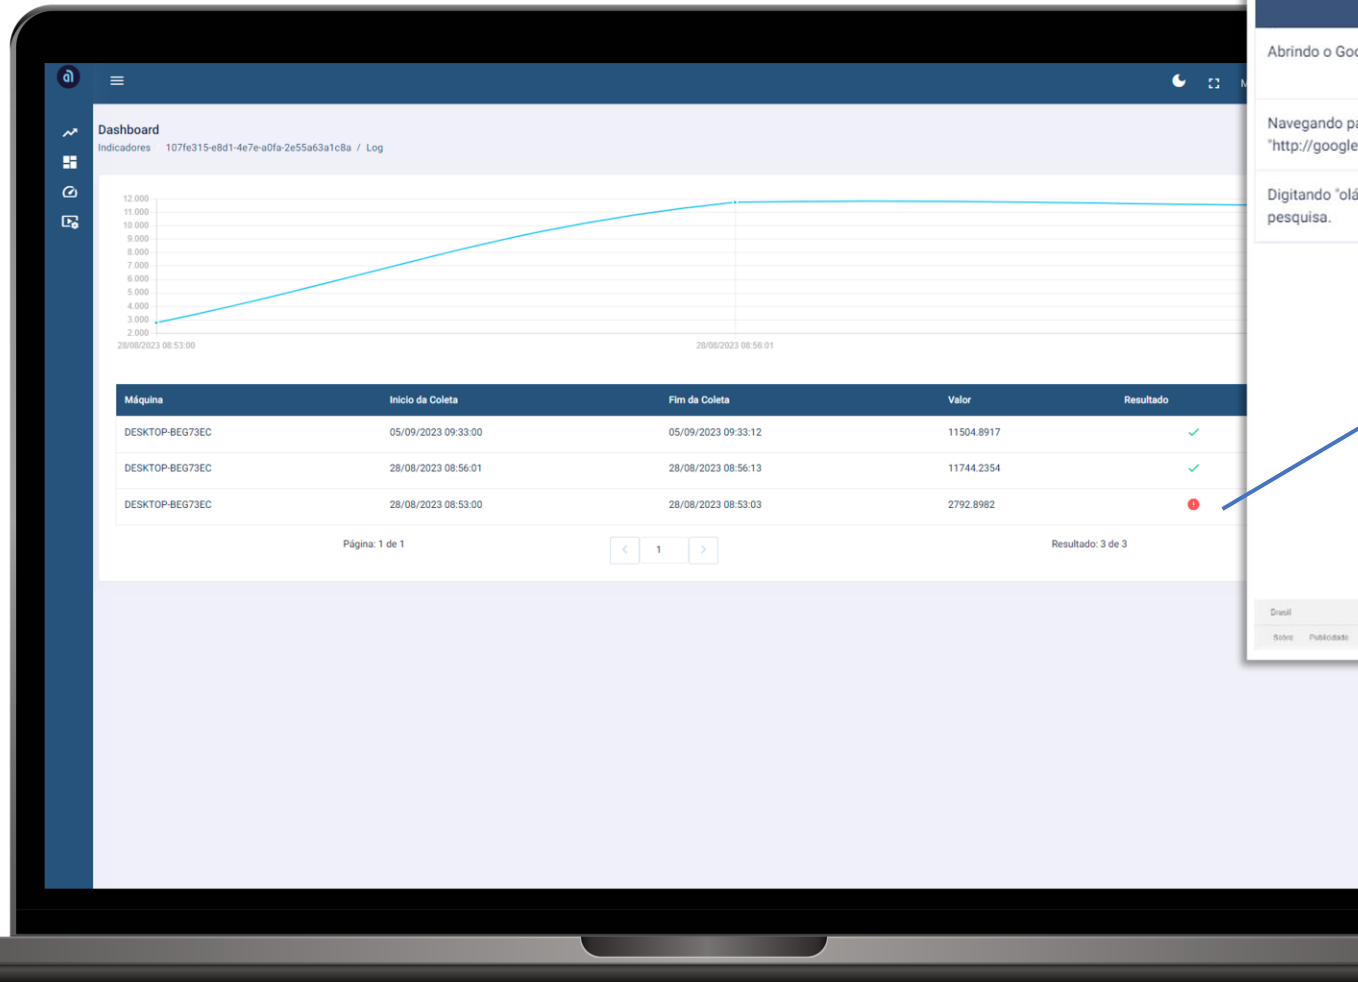 Dashboard
Indicadores 107fe315-e8d1-4e7e-a0fa-2e55a63a1c8a / Log
12.000
11.000
10.000
9.000
8.000
7.000
6.000
5.000
4.000
3.000
2.000
28/08/2023 08:53:00 28/08/2023 08:56:01
Máquina Inicio da Coleta Fim da Coleta Valor Resultado
DESKTOP-BEG73EC 05/09/2023 09:33:00 05/09/2023 09:33:12 11504.8917
DESKTOP-BEG73EC 28/08/2023 08:56:01 28/08/2023 08:56:13 11744.2354
DESKTOP-BEG73EC 28/08/2023 08:53:00 28/08/2023 08:53:03 2792.8982
Página: 1 de 1 1 Resultado: 3 de 3
Abrindo o Goo
Navegando pa
"http://google
Digitando "olá
pesquisa.
Brasil
Sobre Publicidade